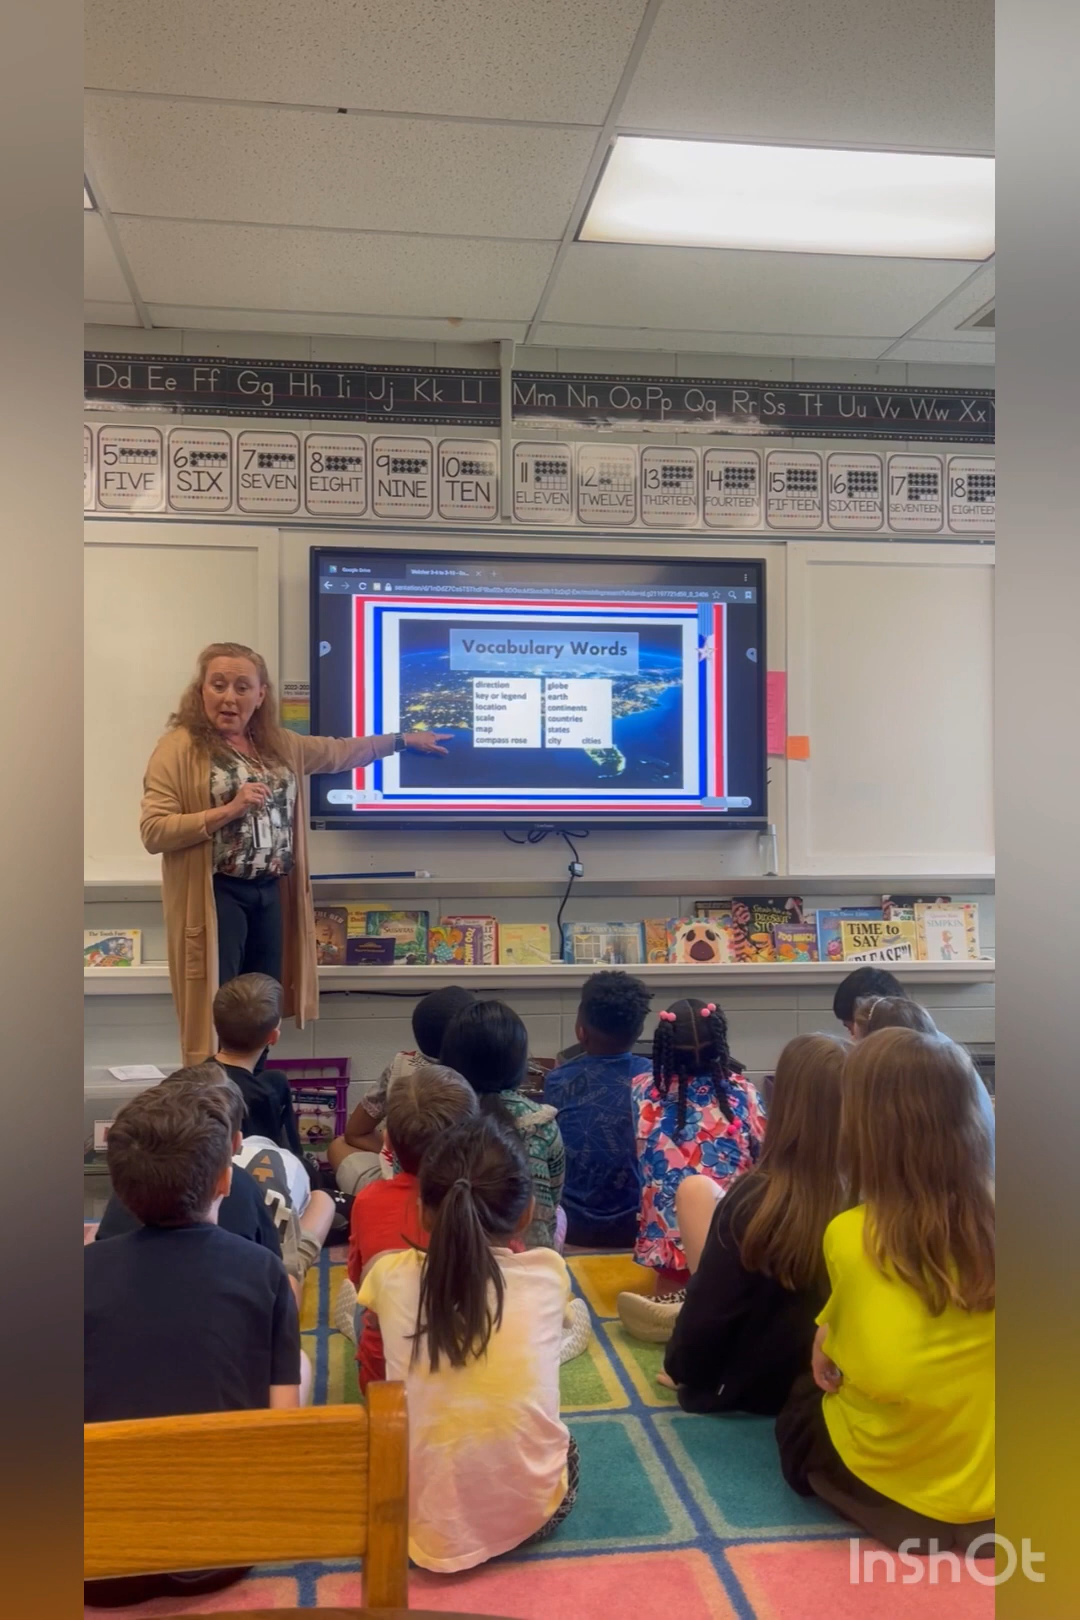 Dd Ee Ff Gg Hh Ii Jj Kk Ll Mm Nn Oo Pp Qq Rr Ss Tt Uu Vv Ww Xx
5 FIVE
6 SIX
7 SEVEN
8 EIGHT
9 NINE
10 TEN
11 ELEVEN
12 TWELVE
13 THIRTEEN
14 FOURTEEN
15 FIFTEEN
16 SIXTEEN
17 SEVENTEEN
18 EIGHTEEN
Google Drive
Vocabulary Words
direction
key or legend
location
scale
map
compass rose
globe
earth
continents
countries
states
city cities
TiME to
SAY
"PLEASE"!
InShOt